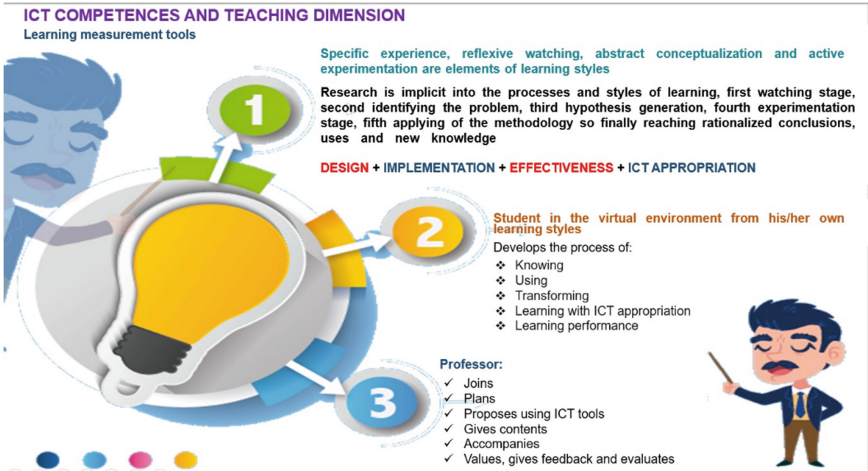 ICT COMPETENCES AND TEACHING DIMENSION
Learning measurement tools
1
Specific experience, reflexive watching, abstract conceptualization and active
experimentation are elements of learning styles
Research is implicit into the processes and styles of learning, first watching stage,
second identifying the problem, third hypothesis generation, fourth experimentation
stage, fifth applying of the methodology so finally reaching rationalized conclusions,
uses and new knowledge
DESIGN + IMPLEMENTATION + EFFECTIVENESS + ICT APPROPRIATION
2
Student in the virtual environment from his/her own
learning styles
Develops the process of:
❖ Knowing
❖ Using
❖ Transforming
❖ Learning with ICT appropriation
❖ Learning performance
3
Professor:
✓ Joins
✓ Plans
✓ Proposes using ICT tools
✓ Gives contents
✓ Accompanies
✓ Values, gives feedback and evaluates